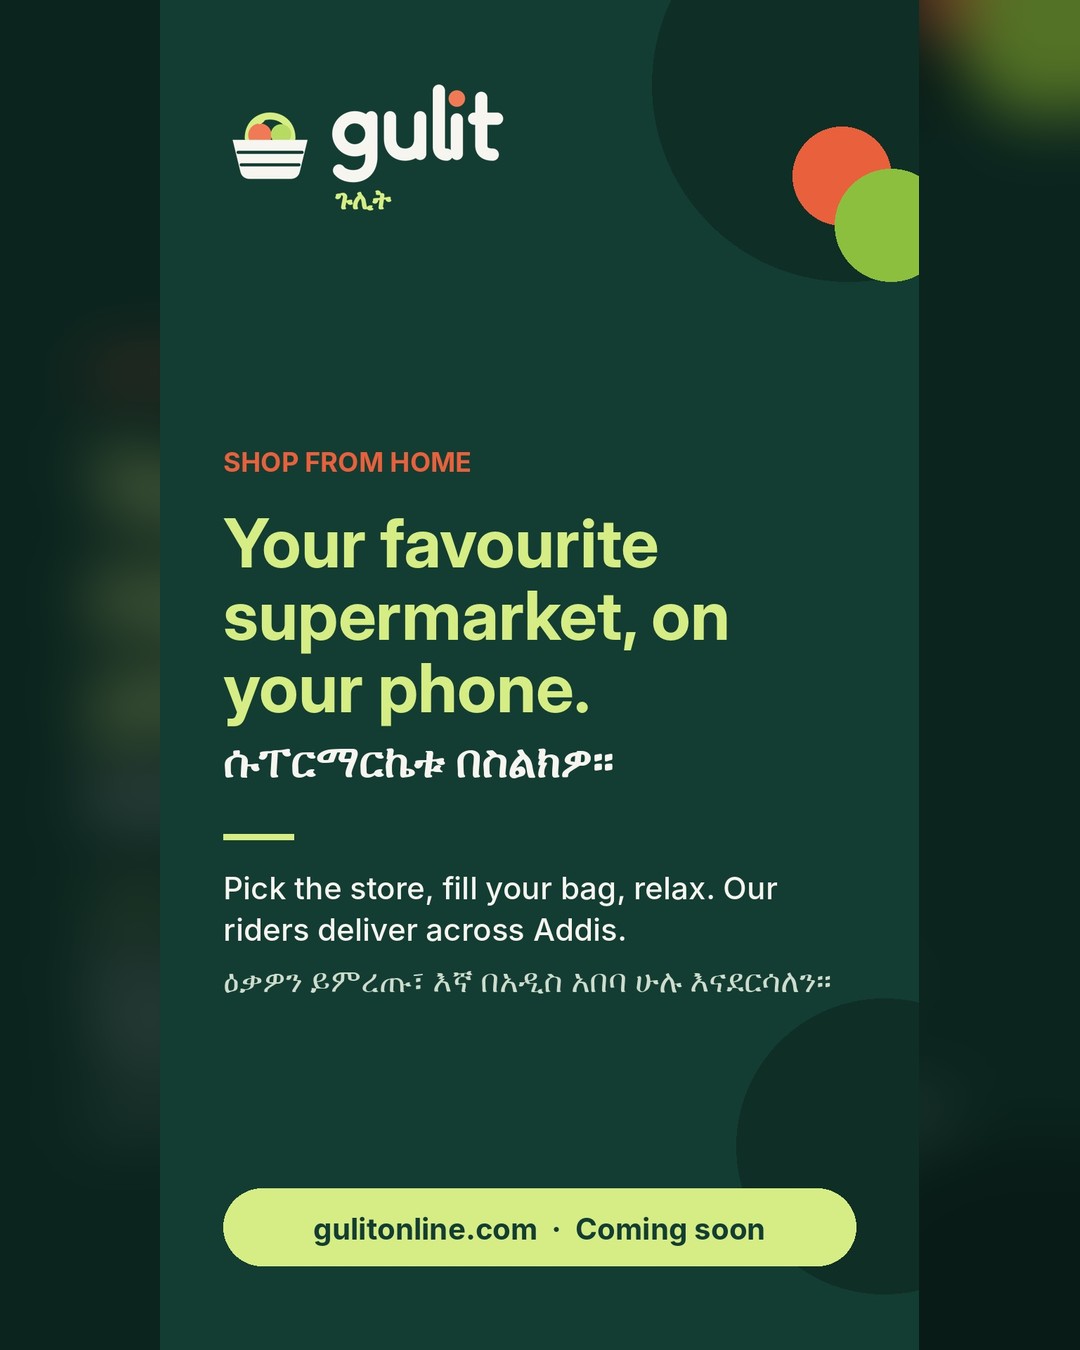 gulit
ጉሊት
SHOP FROM HOME
Your favourite
supermarket, on
your phone.
ሱፐርማርኬቱ በስልክዎ።
Pick the store, fill your bag, relax. Our
riders deliver across Addis.
ዕቃዎን ይምረጡ፣ እኛ በአዲስ አበባ ሁሉ እናደርሳለን።
gulitonline.com · Coming soon